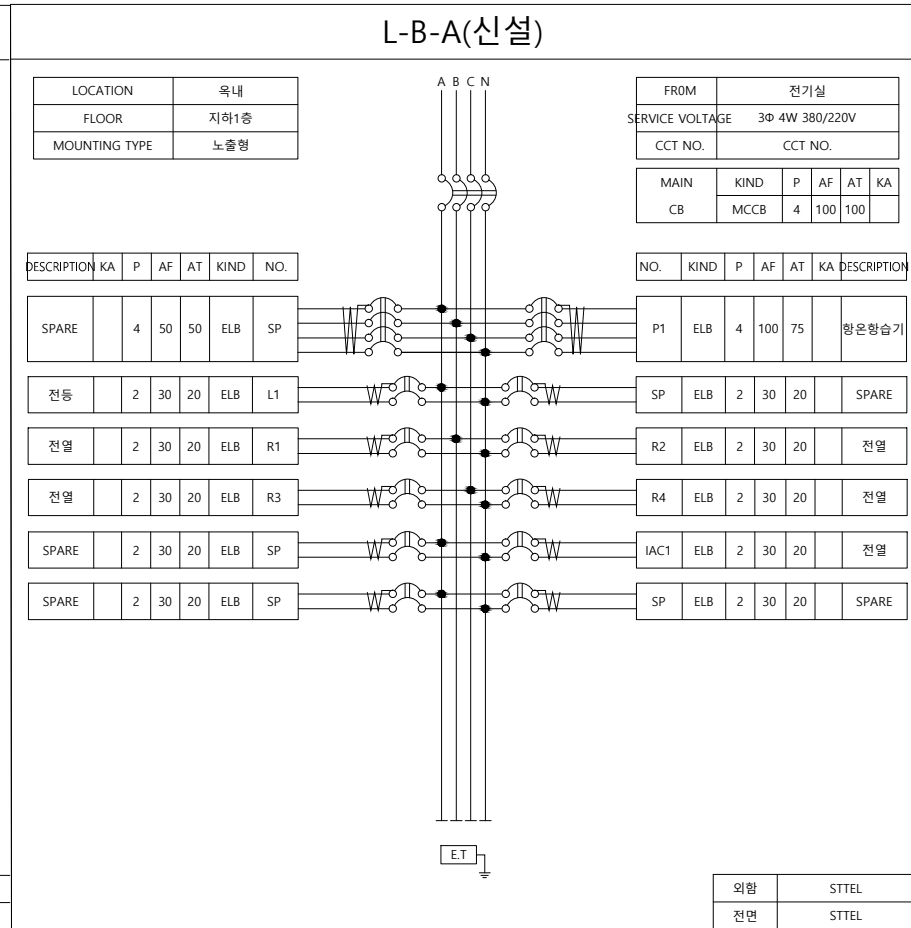 L-B-A(신설)
LOCATION 옥내
FLOOR 지하1층
MOUNTING TYPE 노출형
A B C N
FR0M 전기실
SERVICE VOLTAGE 3Φ 4W 380/220V
CCT NO. CCT NO.
MAIN KIND P AF AT KA
CB MCCB 4 100 100
DESCRIPTION KA P AF AT KIND NO.
NO. KIND P AF AT KA DESCRIPTION
SPARE 4 50 50 ELB SP
P1 ELB 4 100 75 항온항습기
전등 2 30 20 ELB L1
SP ELB 2 30 20 SPARE
전열 2 30 20 ELB R1
R2 ELB 2 30 20 전열
전열 2 30 20 ELB R3
R4 ELB 2 30 20 전열
SPARE 2 30 20 ELB SP
IAC1 ELB 2 30 20 전열
SPARE 2 30 20 ELB SP
SP ELB 2 30 20 SPARE
E.T
외함 STTEL
전면 STTEL